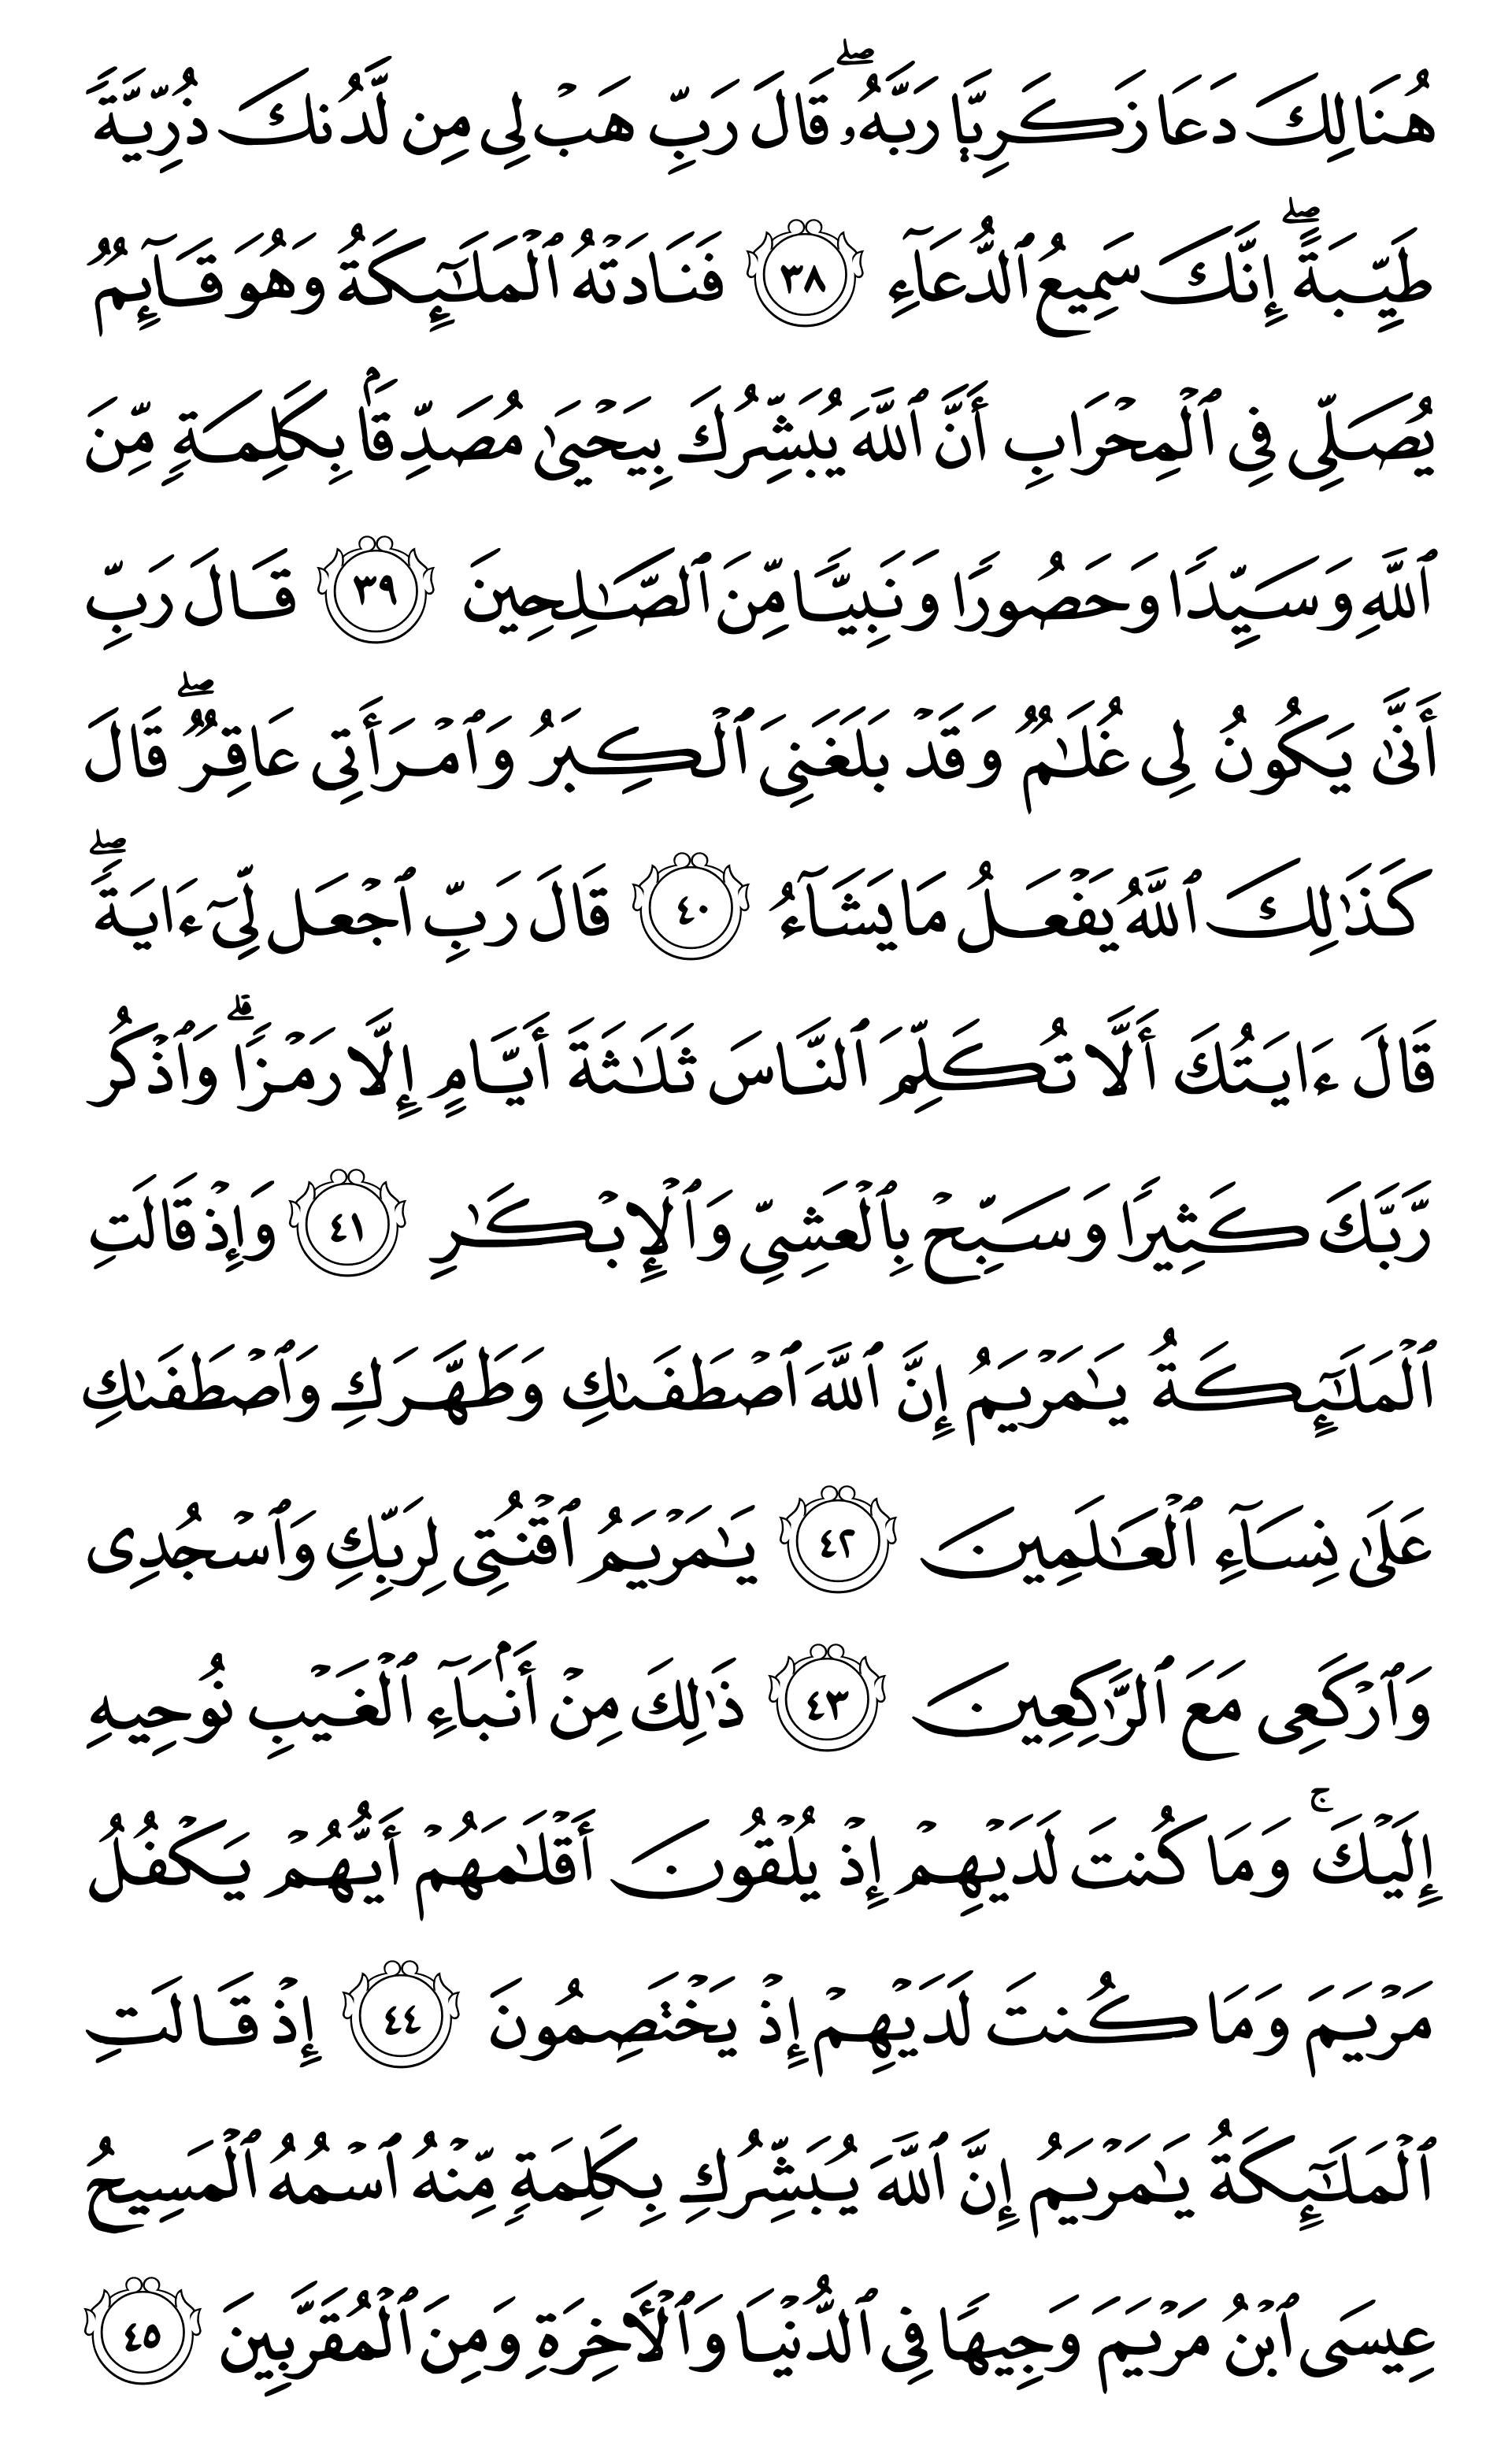 هُنَالِكَ دَعَا زَكَرِيَّا رَبَّهُۥۖ قَالَ رَبِّ هَبۡ لِي مِن لَّدُنكَ ذُرِّيَّةٗ
طَيِّبَةًۖ إِنَّكَ سَمِيعُ ٱلدُّعَآءِ ٣٨ فَنَادَتۡهُ ٱلۡمَلَٰٓئِكَةُ وَهُوَ قَآئِمٞ
يُصَلِّي فِي ٱلۡمِحۡرَابِ أَنَّ ٱللَّهَ يُبَشِّرُكَ بِيَحۡيَىٰ مُصَدِّقَۢا بِكَلِمَةٖ مِّنَ
ٱللَّهِ وَسَيِّدٗا وَحَصُورٗا وَنَبِيّٗا مِّنَ ٱلصَّٰلِحِينَ ٣٩ قَالَ رَبِّ
أَنَّىٰ يَكُونُ لِي غُلَٰمٞ وَقَدۡ بَلَغَنِيَ ٱلۡكِبَرُ وَٱمۡرَأَتِي عَاقِرٞۖ قَالَ
كَذَٰلِكَ ٱللَّهُ يَفۡعَلُ مَا يَشَآءُ ٤٠ قَالَ رَبِّ ٱجۡعَل لِّيٓ ءَايَةٗۖ
قَالَ ءَايَتُكَ أَلَّا تُكَلِّمَ ٱلنَّاسَ ثَلَٰثَةَ أَيَّامٍ إِلَّا رَمۡزٗاۗ وَٱذۡكُر
رَّبَّكَ كَثِيرٗا وَسَبِّحۡ بِٱلۡعَشِيِّ وَٱلۡإِبۡكَٰرِ ٤١ وَإِذۡ قَالَتِ
ٱلۡمَلَٰٓئِكَةُ يَٰمَرۡيَمُ إِنَّ ٱللَّهَ ٱصۡطَفَىٰكِ وَطَهَّرَكِ وَٱصۡطَفَىٰكِ
عَلَىٰ نِسَآءِ ٱلۡعَٰلَمِينَ ٤٢ يَٰمَرۡيَمُ ٱقۡنُتِي لِرَبِّكِ وَٱسۡجُدِي
وَٱرۡكَعِي مَعَ ٱلرَّٰكِعِينَ ٤٣ ذَٰلِكَ مِنۡ أَنۢبَآءِ ٱلۡغَيۡبِ نُوحِيهِ
إِلَيۡكَۚ وَمَا كُنتَ لَدَيۡهِمۡ إِذۡ يُلۡقُونَ أَقۡلَٰمَهُمۡ أَيُّهُمۡ يَكۡفُلُ
مَرۡيَمَ وَمَا كُنتَ لَدَيۡهِمۡ إِذۡ يَخۡتَصِمُونَ ٤٤ إِذۡ قَالَتِ
ٱلۡمَلَٰٓئِكَةُ يَٰمَرۡيَمُ إِنَّ ٱللَّهَ يُبَشِّرُكِ بِكَلِمَةٖ مِّنۡهُ ٱسۡمُهُ ٱلۡمَسِيحُ
عِيسَى ٱبۡنُ مَرۡيَمَ وَجِيهٗا فِي ٱلدُّنۡيَا وَٱلۡأٓخِرَةِ وَمِنَ ٱلۡمُقَرَّبِينَ ٤٥